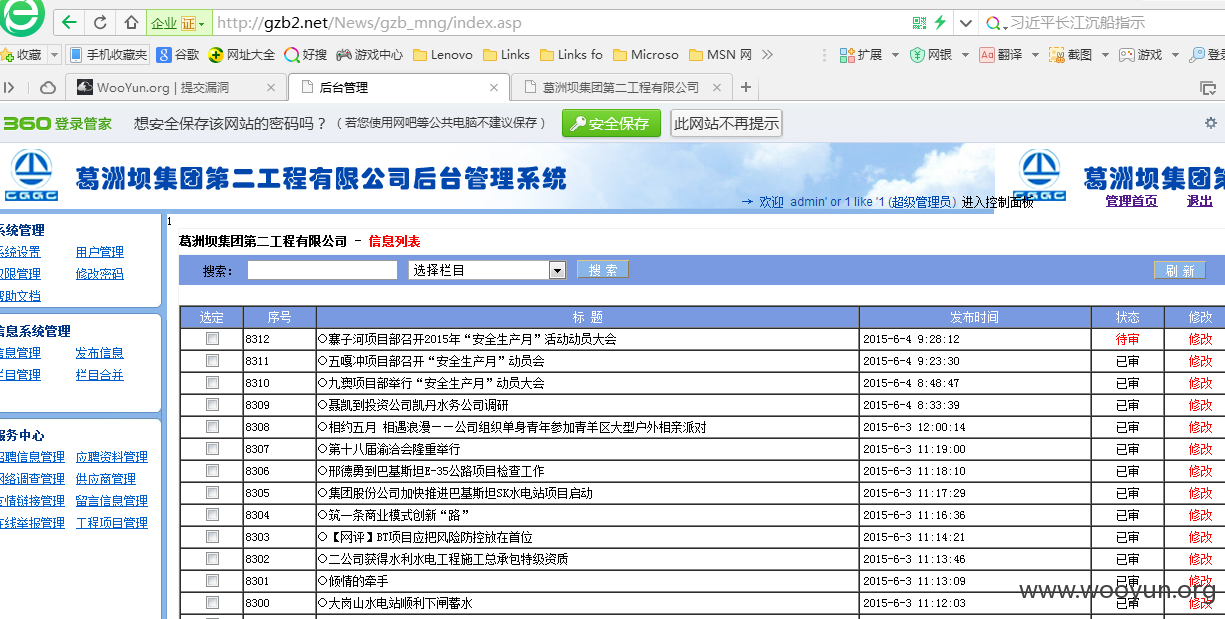 企业 证 http://gzb2.net/News/gzb_mng/index.asp 习近平长江沉船指示
收藏 手机收藏夹 谷歌 网址大全 好搜 游戏中心 Lenovo Links Links fo Microso MSN 网 扩展 网银 翻译 截图 游戏 登录
WooYun.org | 提交漏洞 后台管理 葛洲坝集团第二工程有限公司
360 登录管家 想安全保存该网站的密码吗？（若您使用网吧等公共电脑不建议保存） 安全保存 此网站不再提示
葛洲坝集团第二工程有限公司后台管理系统 葛洲坝集团第
CGGC CGGC
→ 欢迎 admin' or 1 like '1 (超级管理员) 进入控制面板 管理首页 退出
系统管理
系统设置 用户管理
权限管理 修改密码
帮助文档
信息系统管理
信息管理 发布信息
栏目管理 栏目合并
服务中心
招聘信息管理 应聘资料管理
网络调查管理 供应商管理
友情链接管理 留言信息管理
在线举报管理 工程项目管理
1
葛洲坝集团第二工程有限公司 - 信息列表
搜索： 选择栏目 搜 索 刷 新
选定 序号 标 题 发布时间 状态 修改
8312 ◇寨子河项目部召开2015年“安全生产月”活动动员大会 2015-6-4 9:28:12 待审 修改
8311 ◇五嘎冲项目部召开“安全生产月”动员会 2015-6-4 9:23:30 已审 修改
8310 ◇九澳项目部举行“安全生产月”动员大会 2015-6-4 8:48:47 已审 修改
8309 ◇聂凯到投资公司凯丹水务公司调研 2015-6-4 8:33:39 已审 修改
8308 ◇相约五月 相遇浪漫——公司组织单身青年参加青羊区大型户外相亲派对 2015-6-3 12:00:14 已审 修改
8307 ◇第十八届渝洽会隆重举行 2015-6-3 11:19:00 已审 修改
8306 ◇邢德勇到巴基斯坦E-35公路项目检查工作 2015-6-3 11:18:10 已审 修改
8305 ◇集团股份公司加快推进巴基斯坦SK水电站项目启动 2015-6-3 11:17:29 已审 修改
8304 ◇筑一条商业模式创新“路” 2015-6-3 11:16:36 已审 修改
8303 ◇【网评】BT项目应把风险防控放在首位 2015-6-3 11:14:21 已审 修改
8302 ◇二公司获得水利水电工程施工总承包特级资质 2015-6-3 11:13:46 已审 修改
8301 ◇倾情的牵手 2015-6-3 11:13:09 已审 修改
8300 ◇大岗山水电站顺利下闸蓄水 2015-6-3 11:12:03 已审 修改
www.wooyun.org